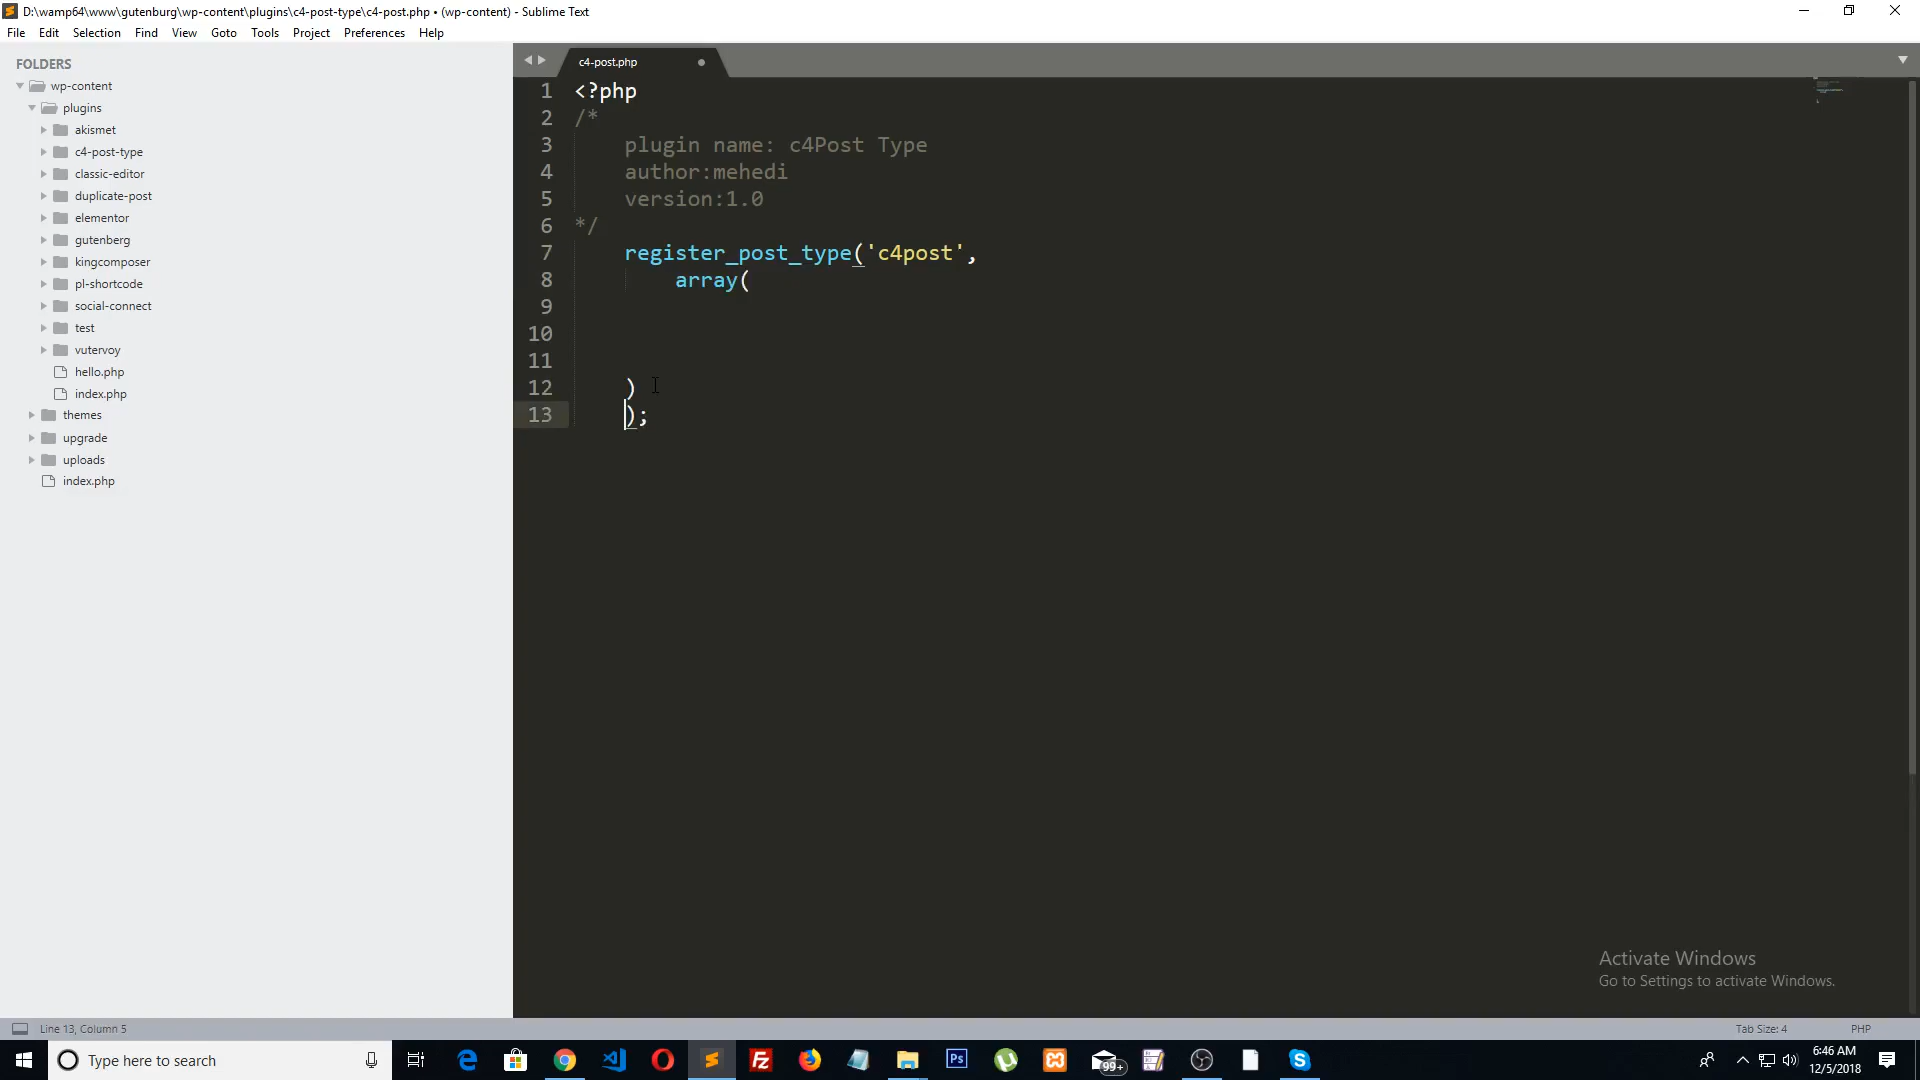 D:\wamp64\www\gutenburg\wp-content\plugins\c4-post-type\c4-post.php • (wp-content) - Sublime Text
File Edit Selection Find View Goto Tools Project Preferences Help
FOLDERS
wp-content
plugins
akismet
c4-post-type
classic-editor
duplicate-post
elementor
gutenberg
kingcomposer
pl-shortcode
social-connect
test
vutervoy
hello.php
index.php
themes
upgrade
uploads
index.php
c4-post.php
1 <?php
2 /*
3 plugin name: c4Post Type
4 author:mehedi
5 version:1.0
6 */
7 register_post_type('c4post',
8 array(
9
10
11
12 )
13 );
Activate Windows
Go to Settings to activate Windows.
Line 13, Column 5
Tab Size: 4 PHP
Type here to search
Fz
Ps
99+
6:46 AM
12/5/2018